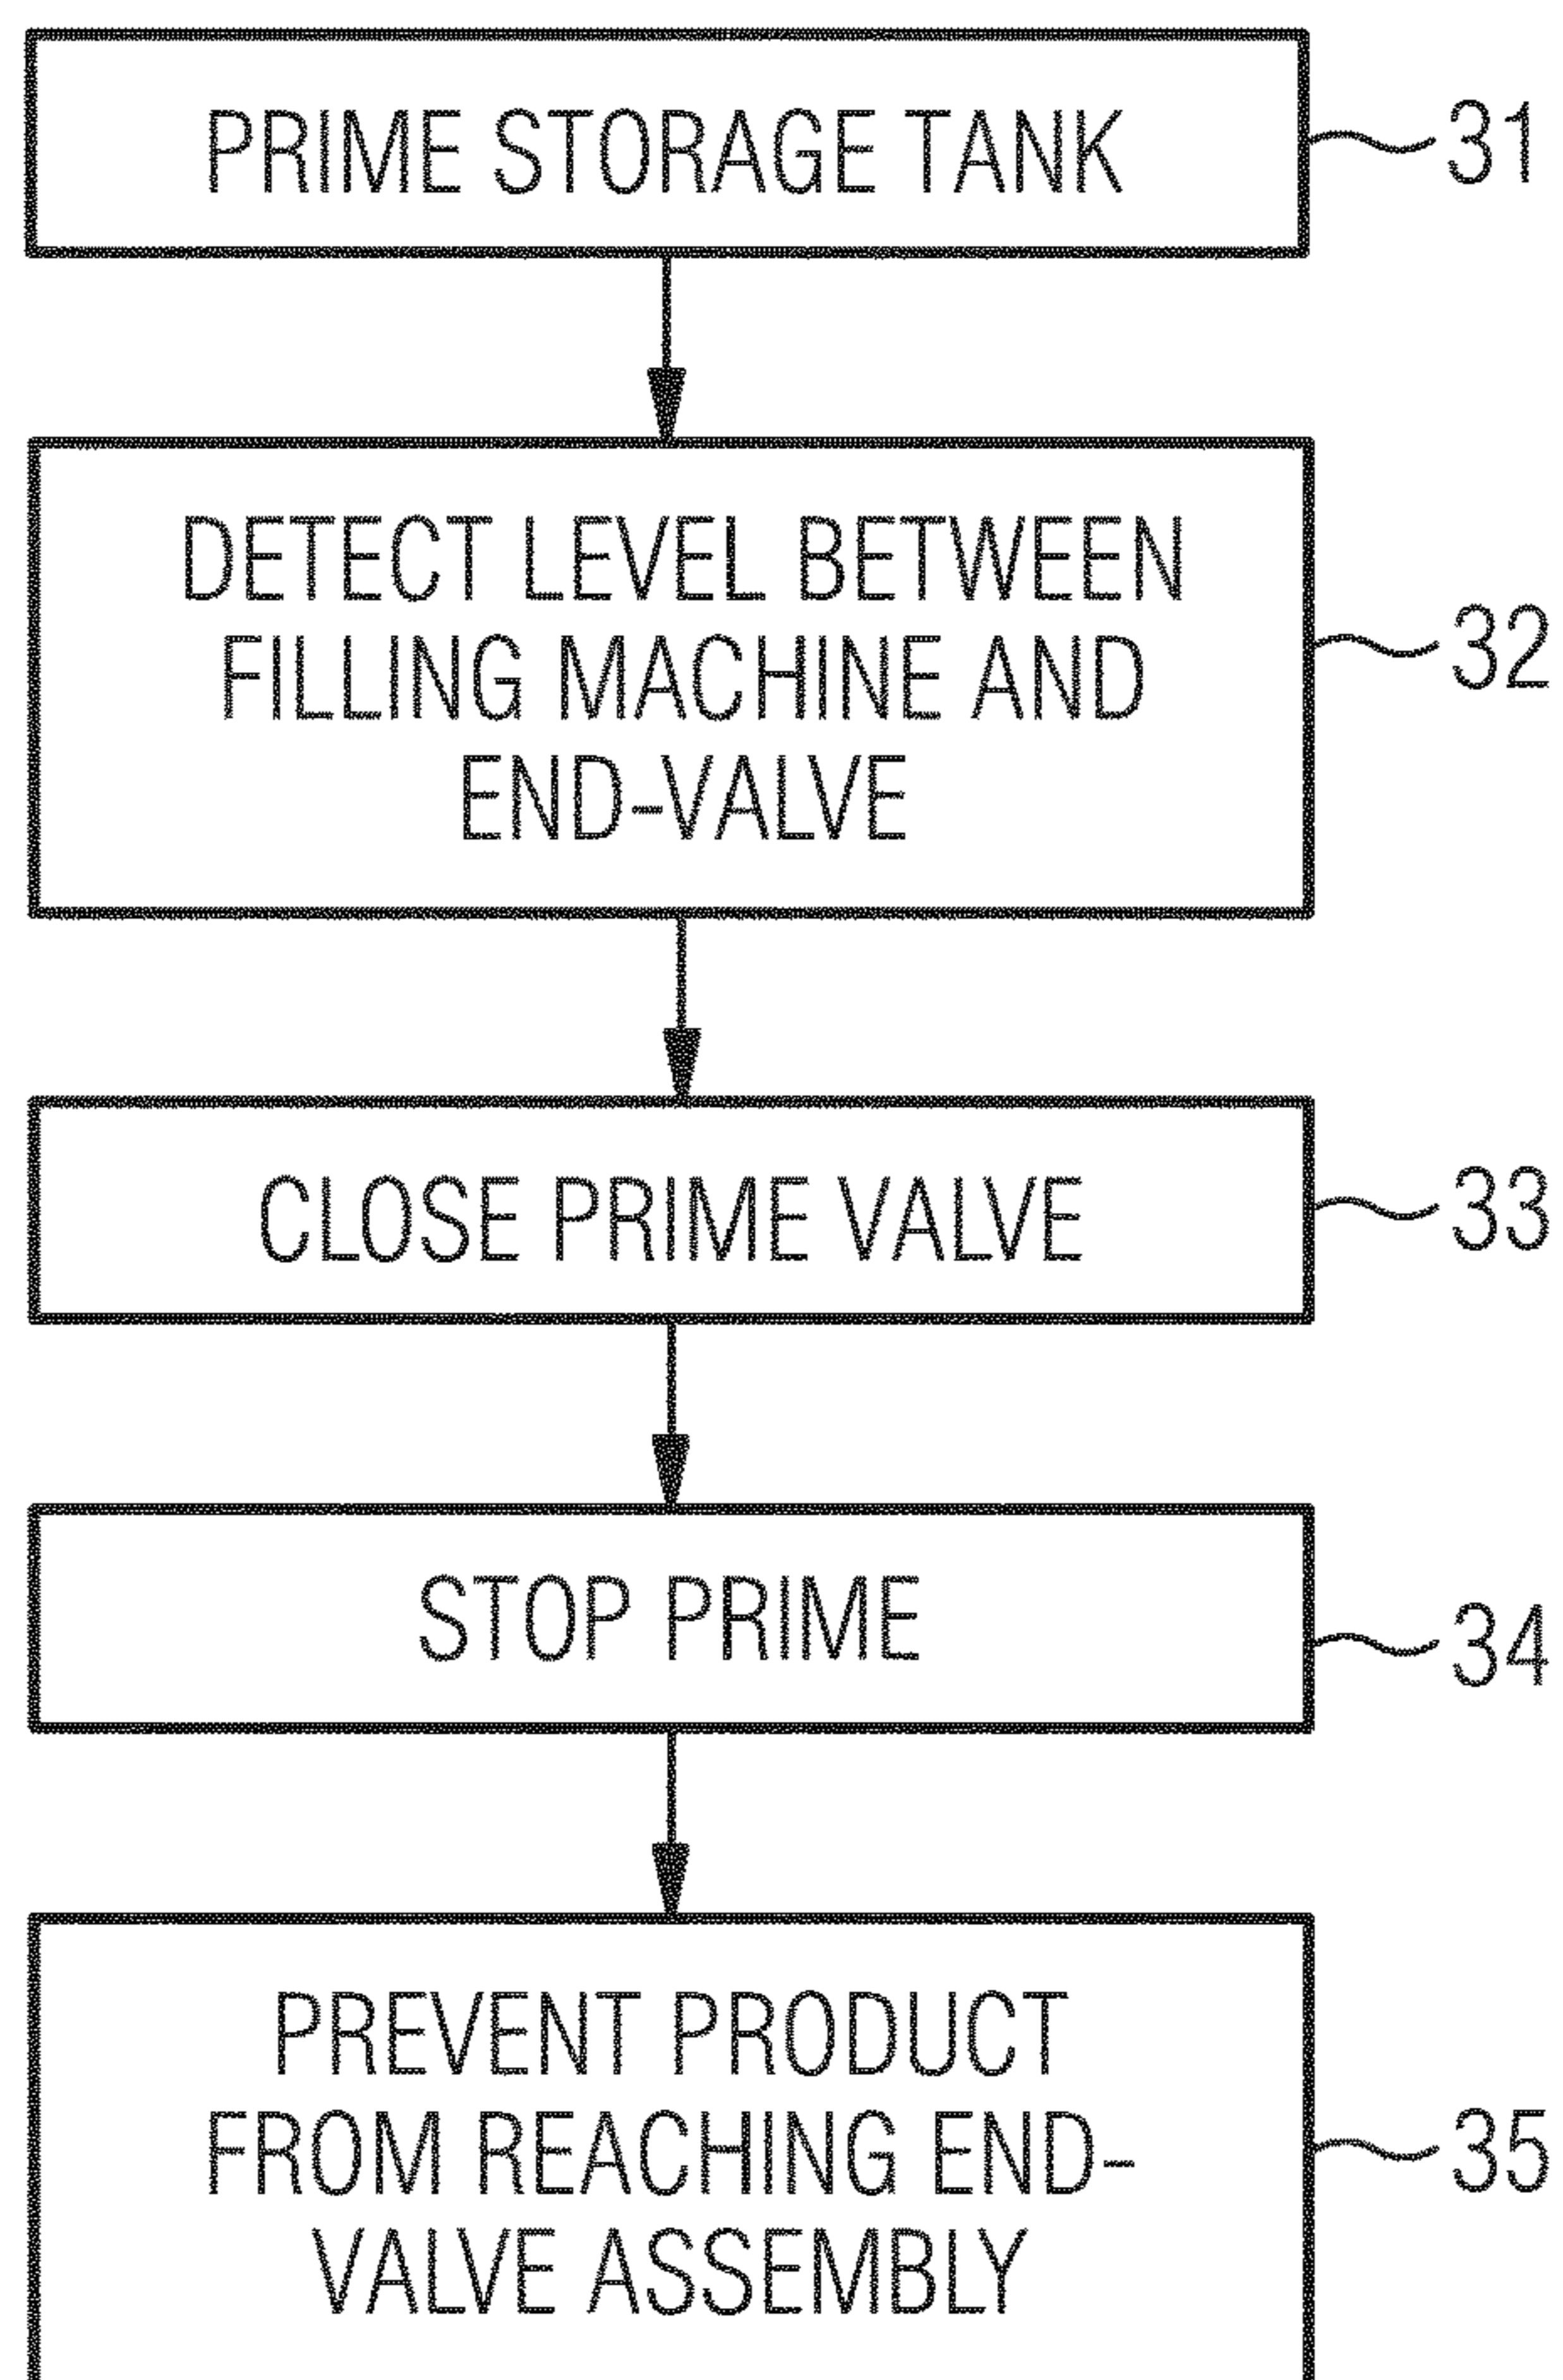 PRIME STORAGE TANK
31
DETECT LEVEL BETWEEN
FILLING MACHINE AND
END-VALVE
32
CLOSE PRIME VALVE
33
STOP PRIME
34
PREVENT PRODUCT
FROM REACHING END-
VALVE ASSEMBLY
35